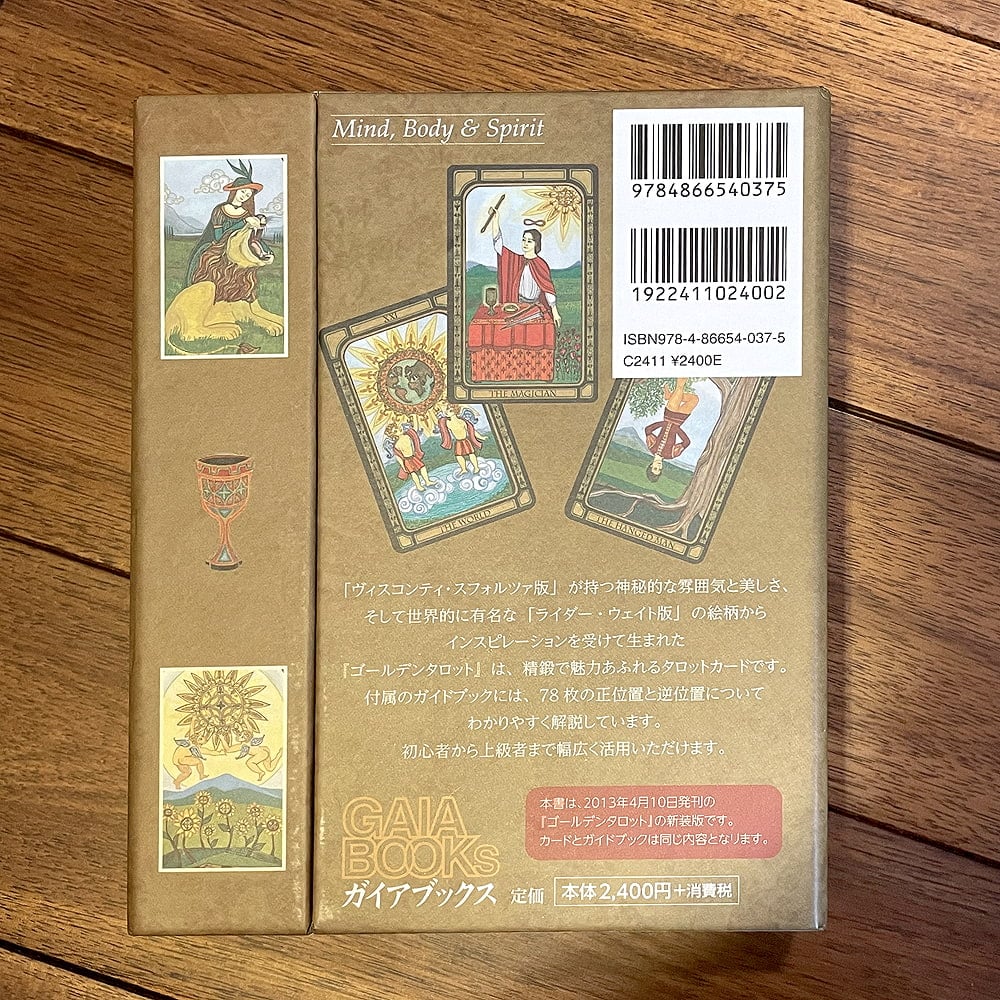 Mind, Body & Spirit
9784866540375
1922411024002
ISBN978-4-86654-037-5
C2411 ¥2400E
THE MAGICIAN
XXI
THE WORLD
THE HANGED MAN
「ヴィスコンティ・スフォルツァ版」が持つ神秘的な雰囲気と美しさ、
そして世界的に有名な「ライダー・ウェイト版」の絵柄から
インスピレーションを受けて生まれた
『ゴールデンタロット』は、精鍛で魅力あふれるタロットカードです。
付属のガイドブックには、78枚の正位置と逆位置について
わかりやすく解説しています。
初心者から上級者まで幅広く活用いただけます。
本書は、2013年4月10日発刊の
『ゴールデンタロット』の新装版です。
カードとガイドブックは同じ内容となります。
GAIA
BOOKs
ガイアブックス
定価 本体2,400円+消費税